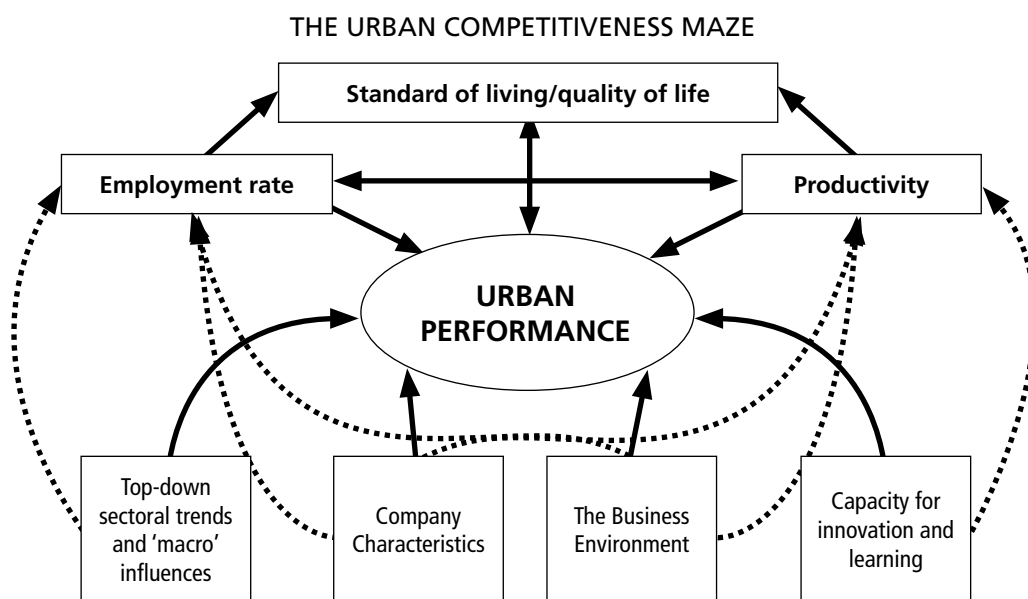 THE URBAN COMPETITIVENESS MAZE
Standard of living/quality of life
Employment rate
Productivity
URBAN
PERFORMANCE
Top-down
sectoral trends
and 'macro'
influences
Company
Characteristics
The Business
Environment
Capacity for
innovation and
learning